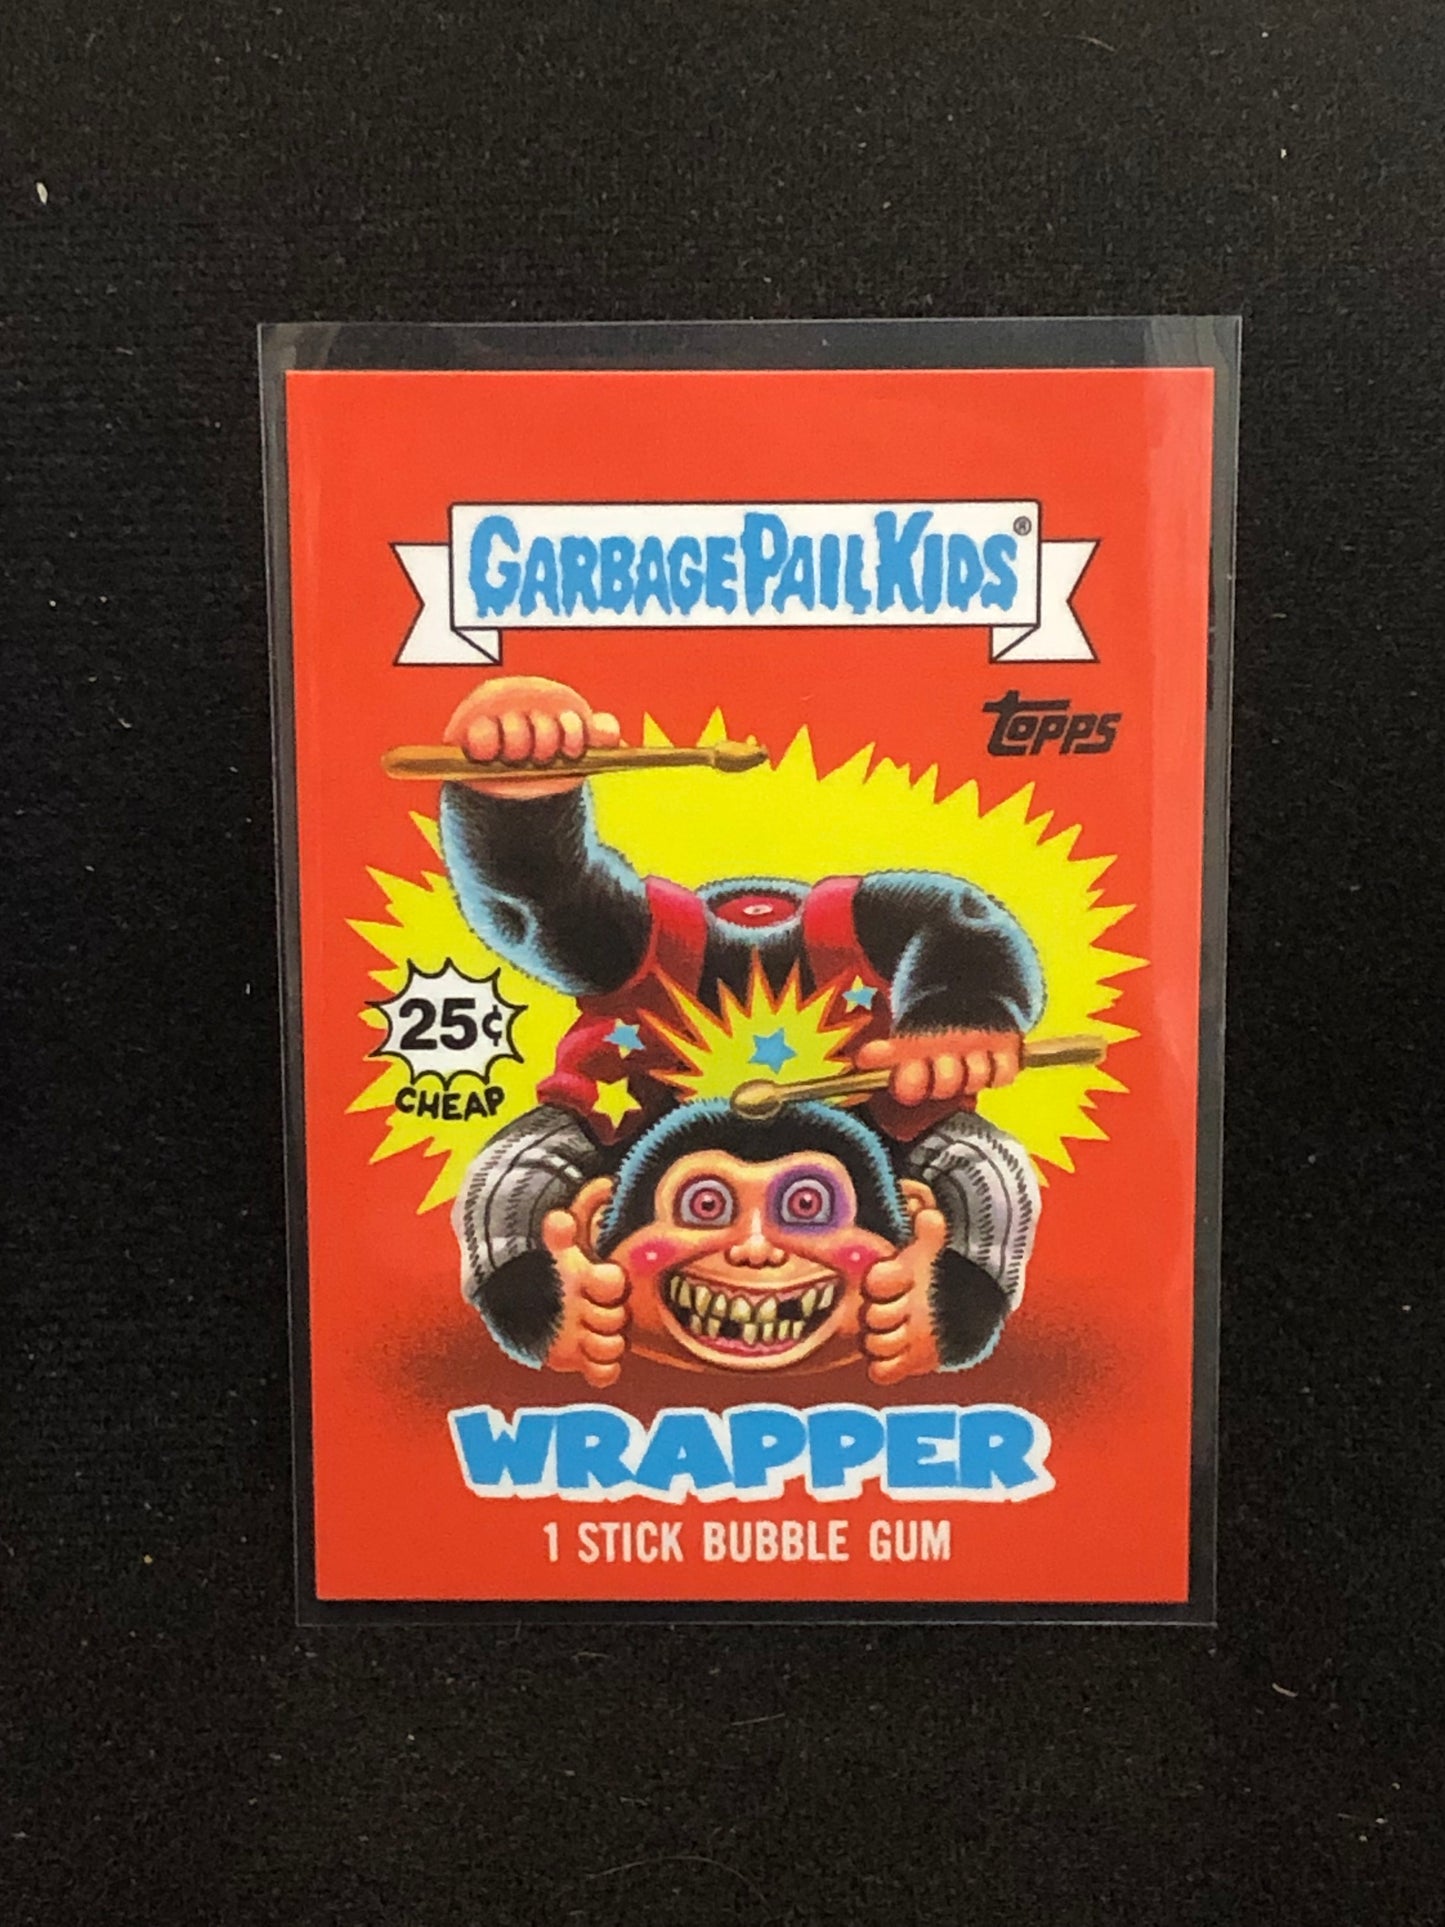 GARBAGE PAIL KIDS®
TOPPS
25¢
CHEAP
WRAPPER
1 STICK BUBBLE GUM